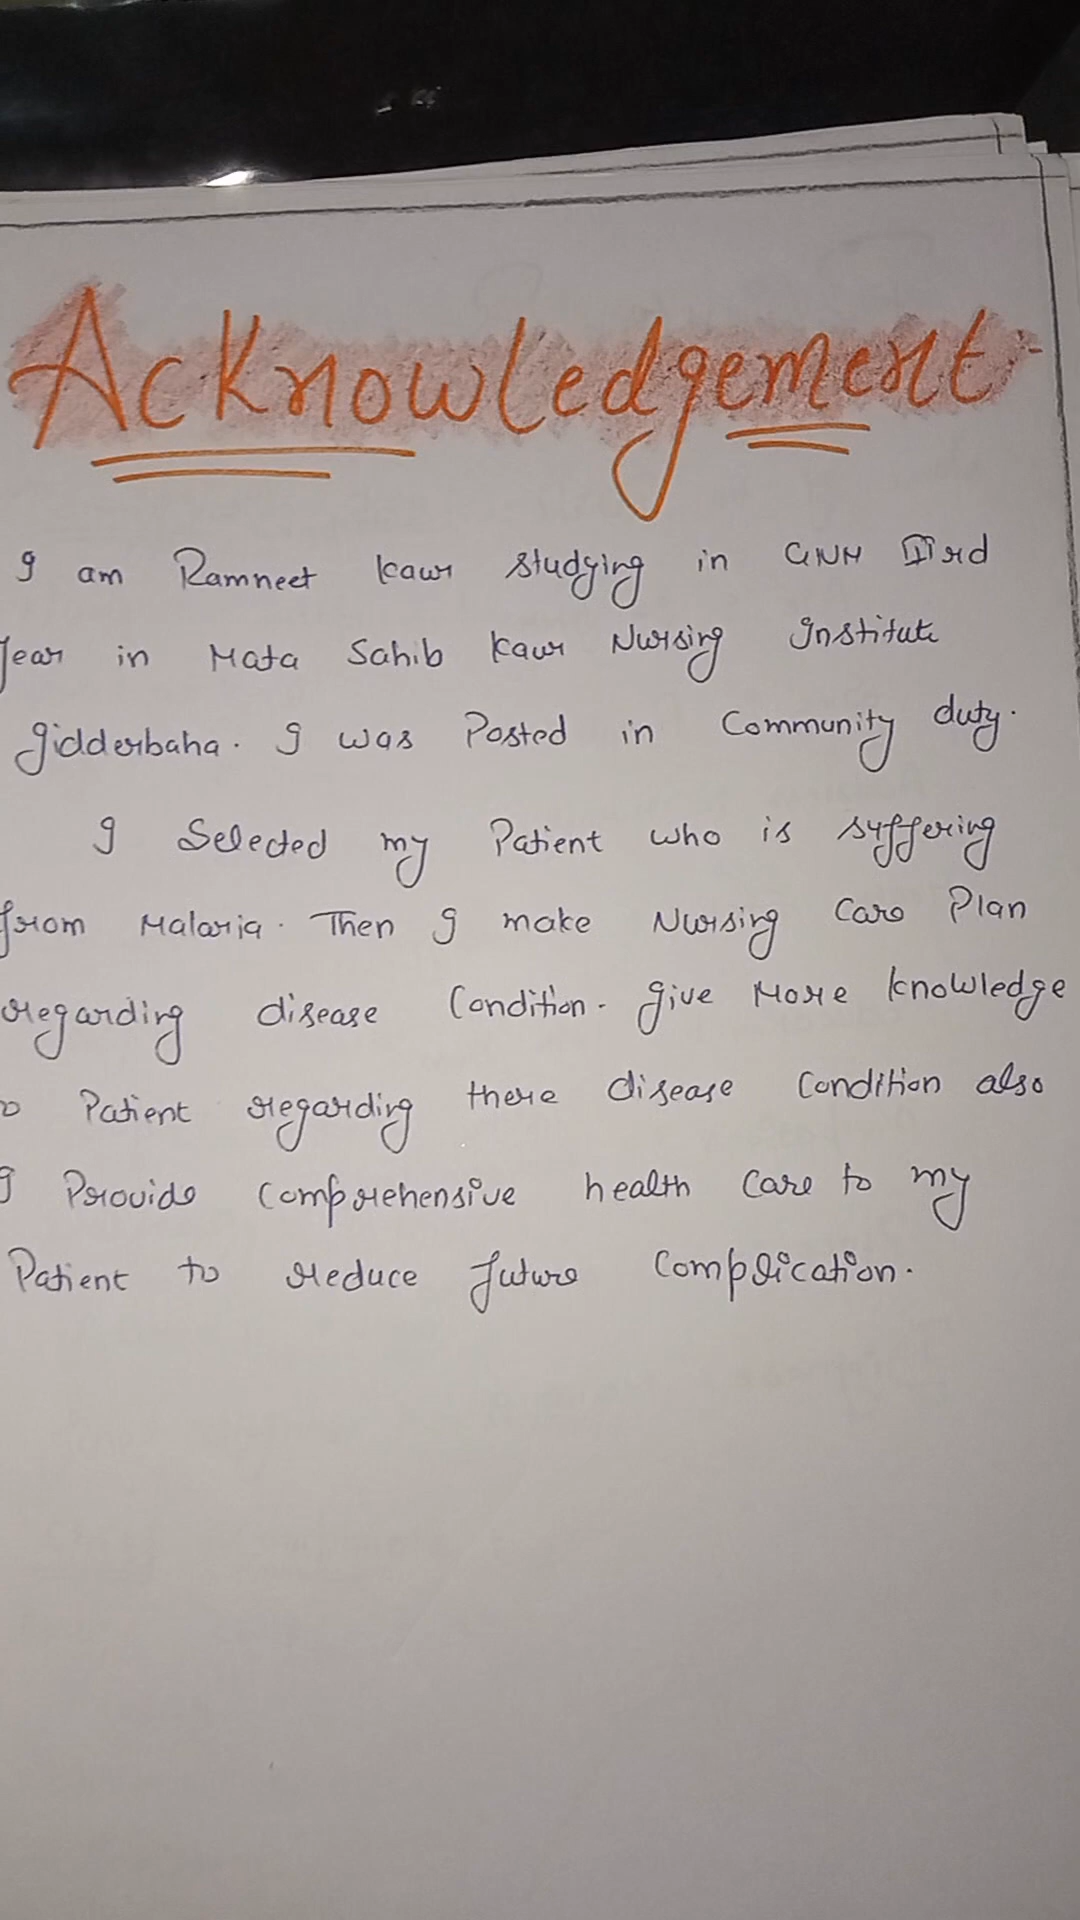 Acknowledgement
I am Ramneet Kaur Studying in GNM IIIrd
Year in Mata Sahib Kaur Nursing Institute
Gidderbaha. I was Posted in Community duty.
I Selected my Patient who is suffering
from Malaria. Then I make Nursing Care Plan
regarding disease Condition. Give More knowledge
to Patient regarding there disease Condition also
I Provide Comprehensive health Care to my
Patient to reduce future Complication.